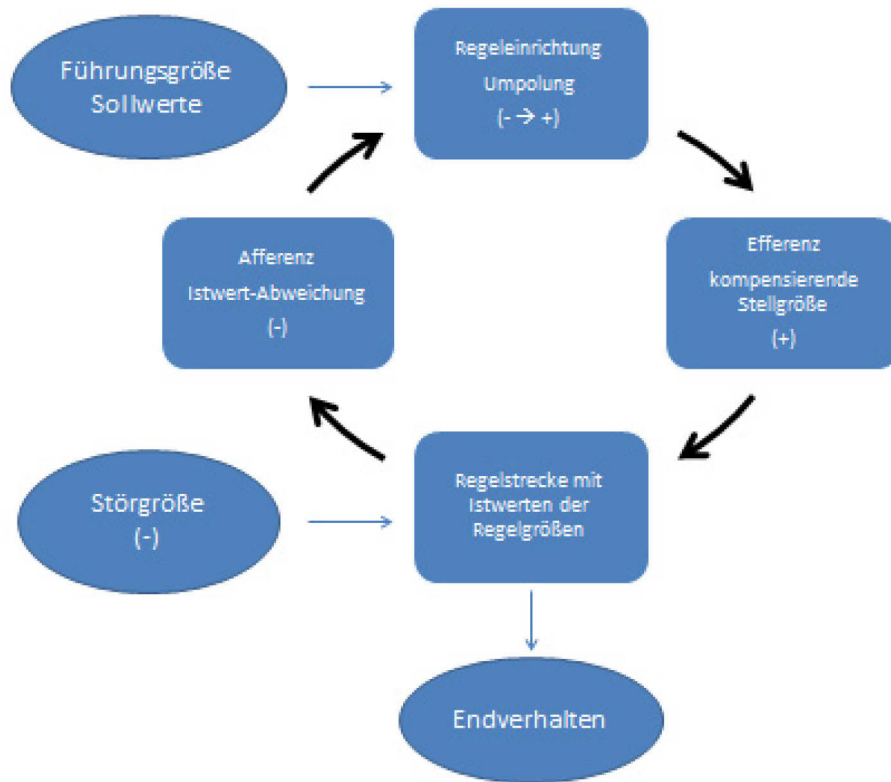 Führungsgröße
Sollwerte
Regeleinrichtung
Umpolung
(- → +)
Afferenz
Istwert-Abweichung
(-)
Efferenz
kompensierende
Stellgröße
(+)
Störgröße
(-)
Regelstrecke mit
Istwerten der
Regelgrößen
Endverhalten